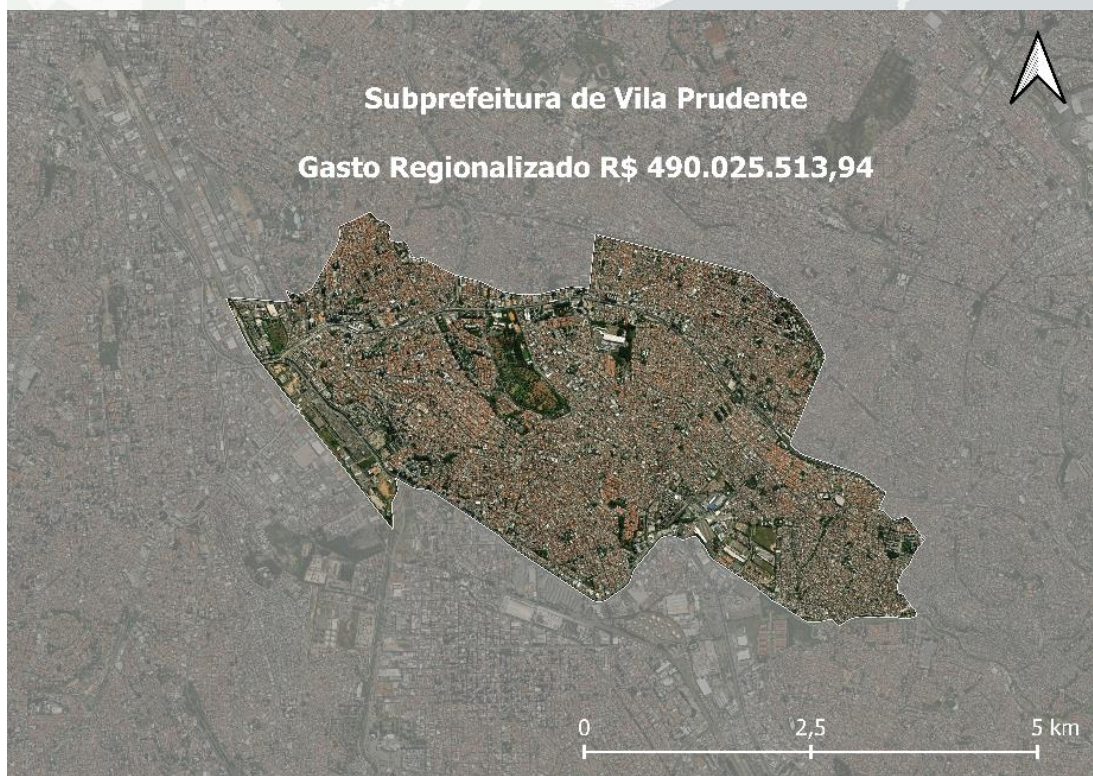 Subprefeitura de Vila Prudente
Gasto Regionalizado R$ 490.025.513,94
0 2,5 5 km